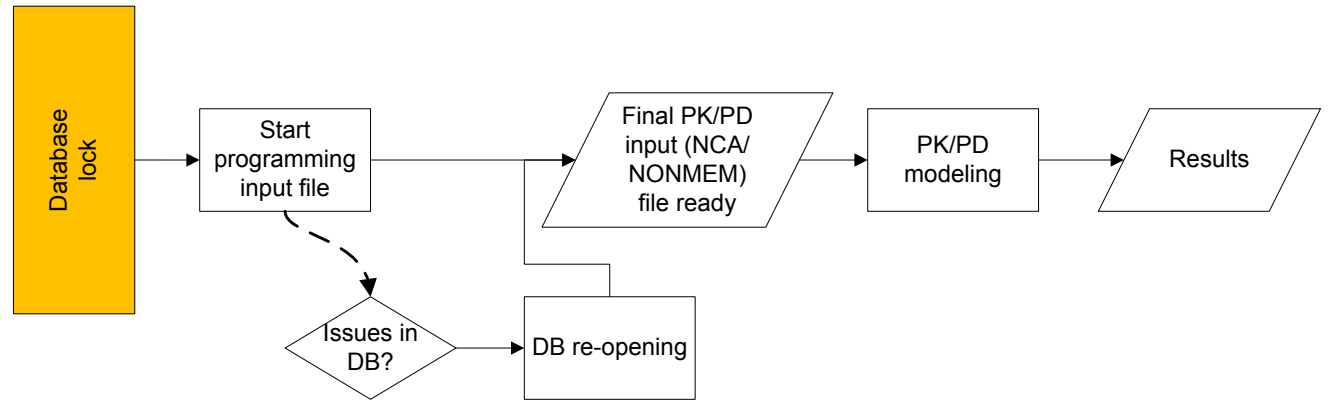 Database
lock
Start
programming
input file
Final PK/PD
input (NCA/
NONMEM)
file ready
PK/PD
modeling
Results
Issues in
DB?
DB re-opening